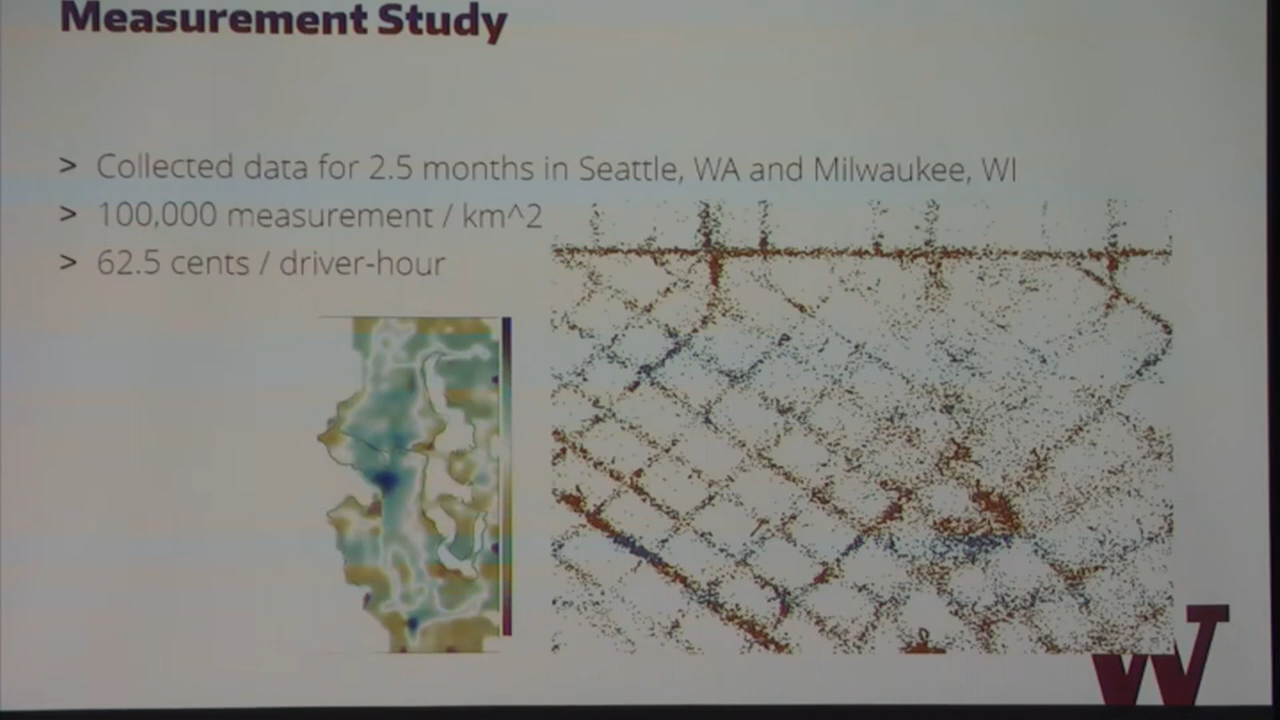 Measurement Study
> Collected data for 2.5 months in Seattle, WA and Milwaukee, WI
> 100,000 measurement / km^2
> 62.5 cents / driver-hour
W